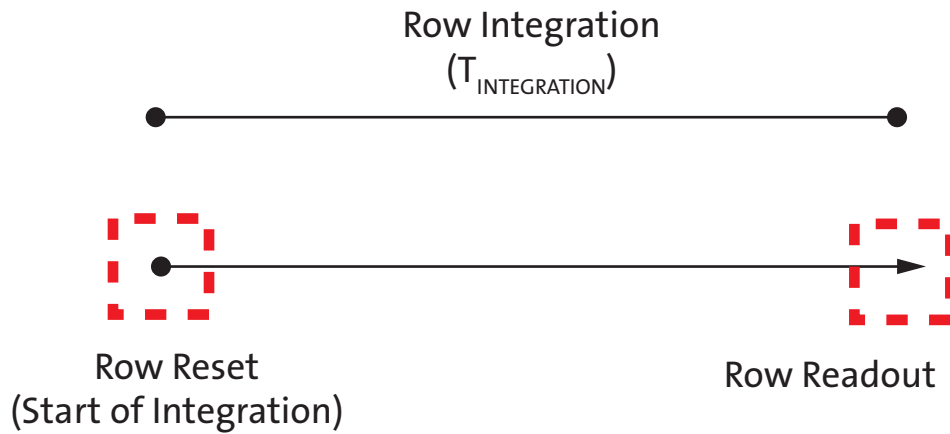 Row Integration
(TINTEGRATION)
Row Reset
(Start of Integration)
Row Readout